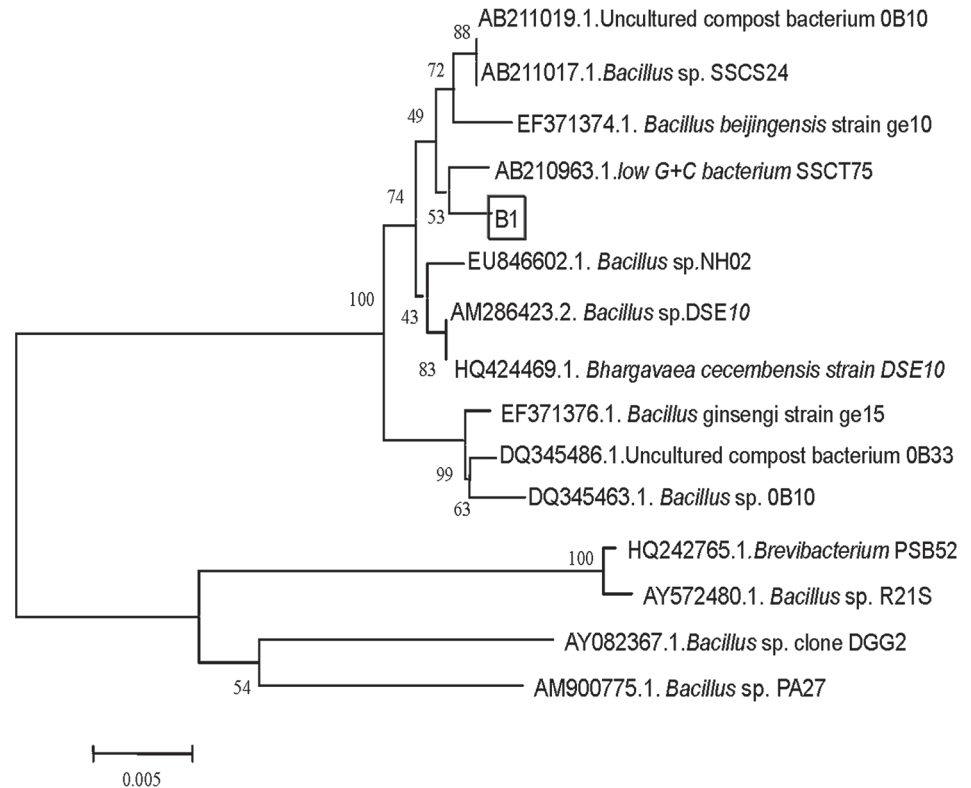 AB211019.1.Uncultured compost bacterium 0B10
88
72
AB211017.1.Bacillus sp. SSCS24
49
EF371374.1. Bacillus beijingensis strain ge10
AB210963.1.low G+C bacterium SSCT75
74
53
B1
EU846602.1. Bacillus sp.NH02
100
43
AM286423.2. Bacillus sp.DSE10
83
HQ424469.1. Bhargavaea cecembensis strain DSE10
EF371376.1. Bacillus ginsengi strain ge15
DQ345486.1.Uncultured compost bacterium 0B33
99
DQ345463.1. Bacillus sp. 0B10
63
HQ242765.1.Brevibacterium PSB52
100
AY572480.1. Bacillus sp. R21S
AY082367.1.Bacillus sp. clone DGG2
54
AM900775.1. Bacillus sp. PA27
0.005